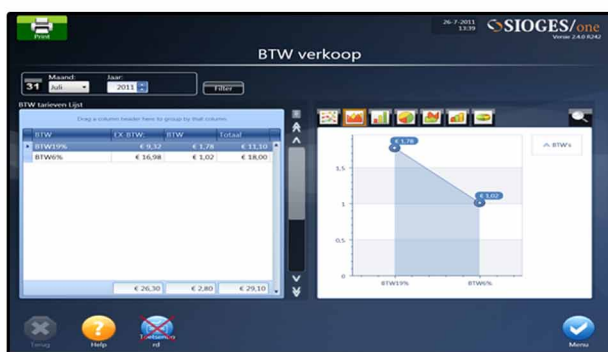 Print
26-7-2011
13:39
SIOGES/one
Versie 2.4.0 R242
BTW verkoop
31
Maand:
Jaar:
Juli
2011
Filter
BTW tarieven Lijst
Drag a column header here to group by that column
BTW EX-BTW: BTW Totaal
BTW19% € 9,32 € 1,78 € 11,10
BTW6% € 16,98 € 1,02 € 18,00
€ 26,30 € 2,80 € 29,10
€ 1,78
€ 1,02
1,5
1
0,5
0
BTW19%
BTW6%
BTW's
Terug
Help
Toetsenbo
rd
Menu